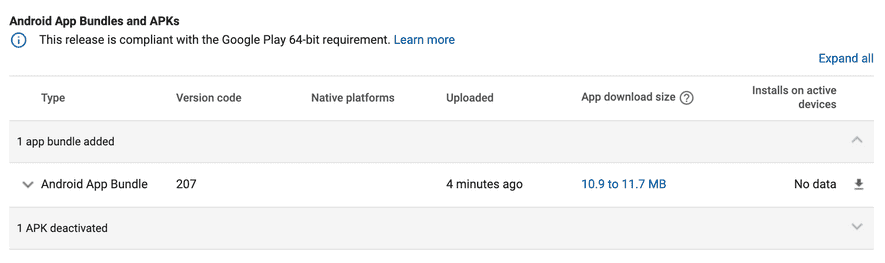 Android App Bundles and APKs
This release is compliant with the Google Play 64-bit requirement. Learn more
Expand all
Type Version code Native platforms Uploaded App download size Installs on active
devices
1 app bundle added
Android App Bundle 207 4 minutes ago 10.9 to 11.7 MB No data
1 APK deactivated